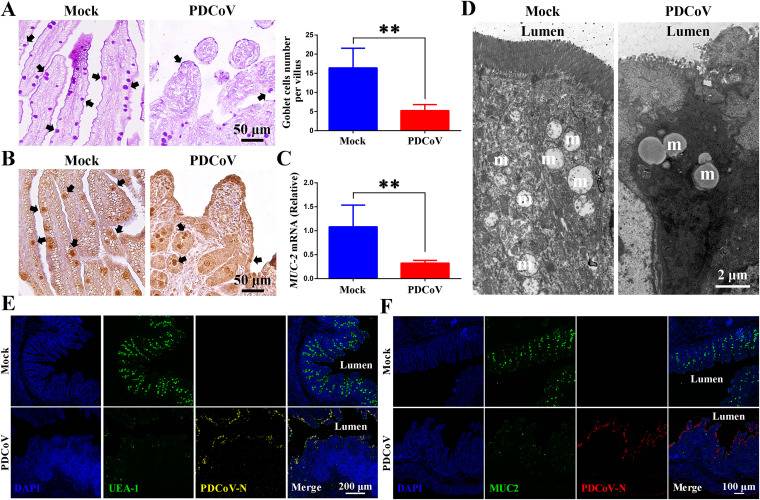 A
Mock
PDCoV
50 μm
Goblet cells number
per villus
25
20
15
10
5
0
**
Mock
PDCoV
B
Mock
PDCoV
50 μm
C
MUC-2 mRNA (Relative)
2.0
1.5
1.0
0.5
0.0
**
Mock
PDCoV
D
Mock
PDCoV
Lumen
Lumen
m
m
m
m
m
m
m
2 μm
E
Mock
Lumen
PDCoV
Lumen
DAPI
UEA-1
PDCoV-N
Merge
200 μm
F
Mock
Lumen
PDCoV
Lumen
DAPI
MUC2
PDCoV-N
Merge
100 μm